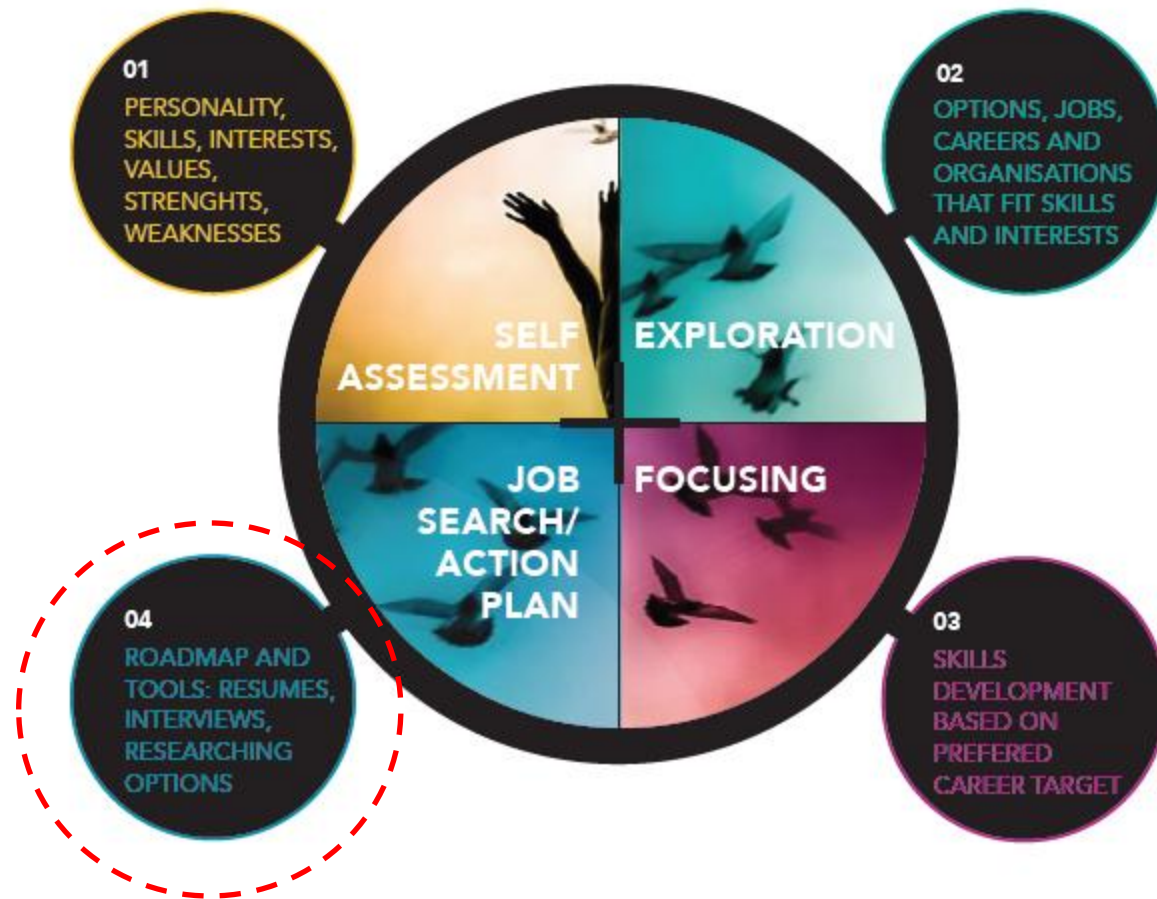 01
PERSONALITY,
SKILLS, INTERESTS,
VALUES,
STRENGHTS,
WEAKNESSES
02
OPTIONS, JOBS,
CAREERS AND
ORGANISATIONS
THAT FIT SKILLS
AND INTERESTS
SELF
ASSESSMENT
EXPLORATION
JOB
SEARCH/
ACTION
PLAN
FOCUSING
04
ROADMAP AND
TOOLS: RESUMES,
INTERVIEWS,
RESEARCHING
OPTIONS
03
SKILLS
DEVELOPMENT
BASED ON
PREFERED
CAREER TARGET